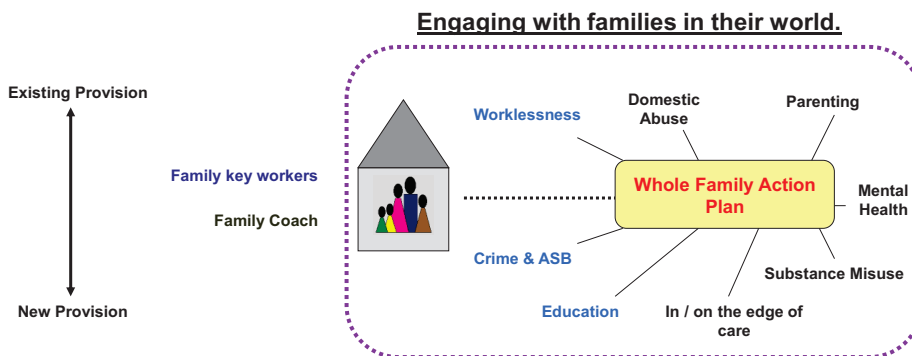 Engaging with families in their world.
Existing Provision
Worklessness
Domestic
Abuse
Parenting
Family key workers
Whole Family Action
Plan
Mental
Health
Family Coach
Crime & ASB
Substance Misuse
New Provision
Education
In / on the edge of
care